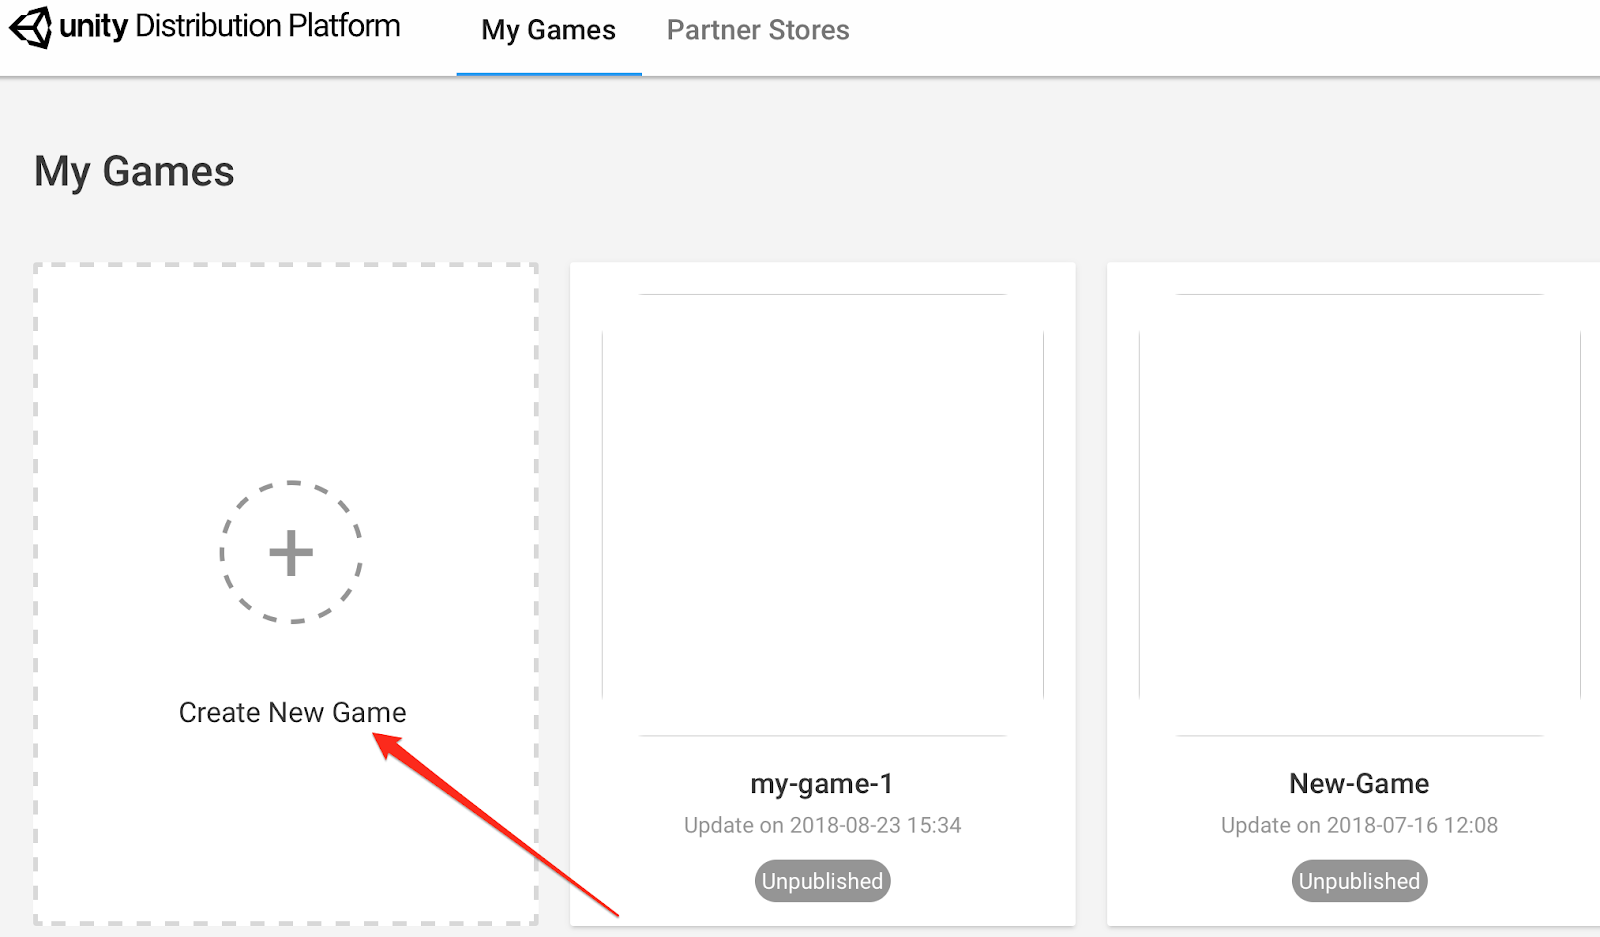 unity Distribution Platform
My Games
Partner Stores
My Games
Create New Game
my-game-1
Update on 2018-08-23 15:34
Unpublished
New-Game
Update on 2018-07-16 12:08
Unpublished